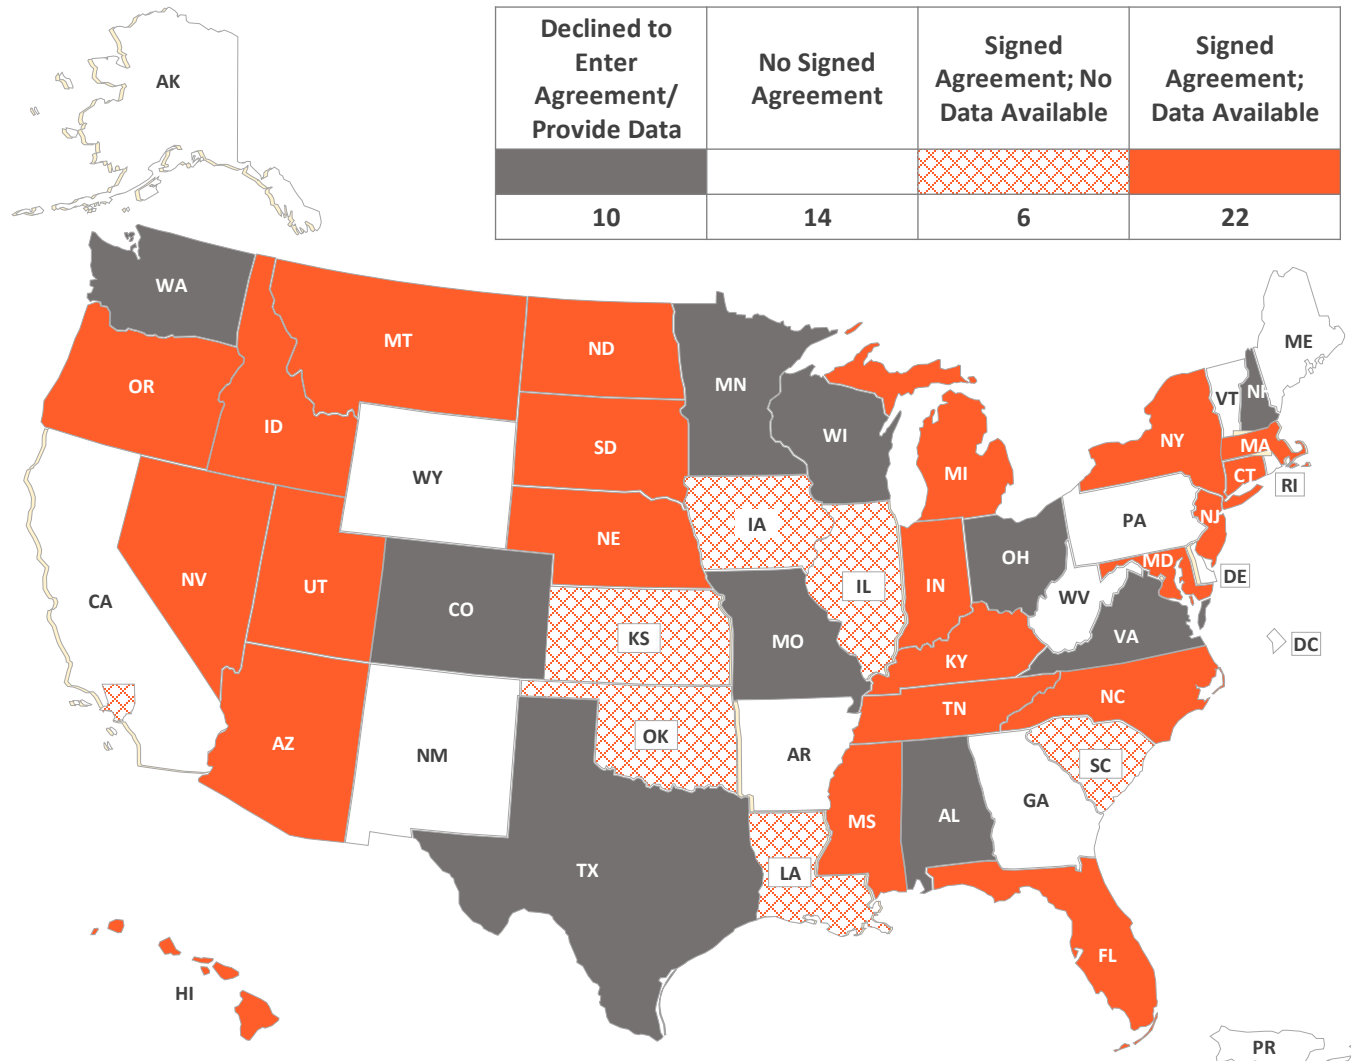 Declined to
Enter
Agreement/
Provide Data
No Signed
Agreement
Signed
Agreement; No
Data Available
Signed
Agreement;
Data Available
10
14
6
22
AK
WA
MT
ND
MN
ME
OR
ID
SD
WI
MI
NY
VT
NH
MA
CT
RI
WY
NE
IA
PA
NJ
NV
UT
CO
KS
IL
IN
OH
WV
MD
DE
CA
MO
KY
VA
DC
AZ
NM
OK
AR
TN
NC
SC
TX
LA
MS
AL
GA
FL
HI
PR